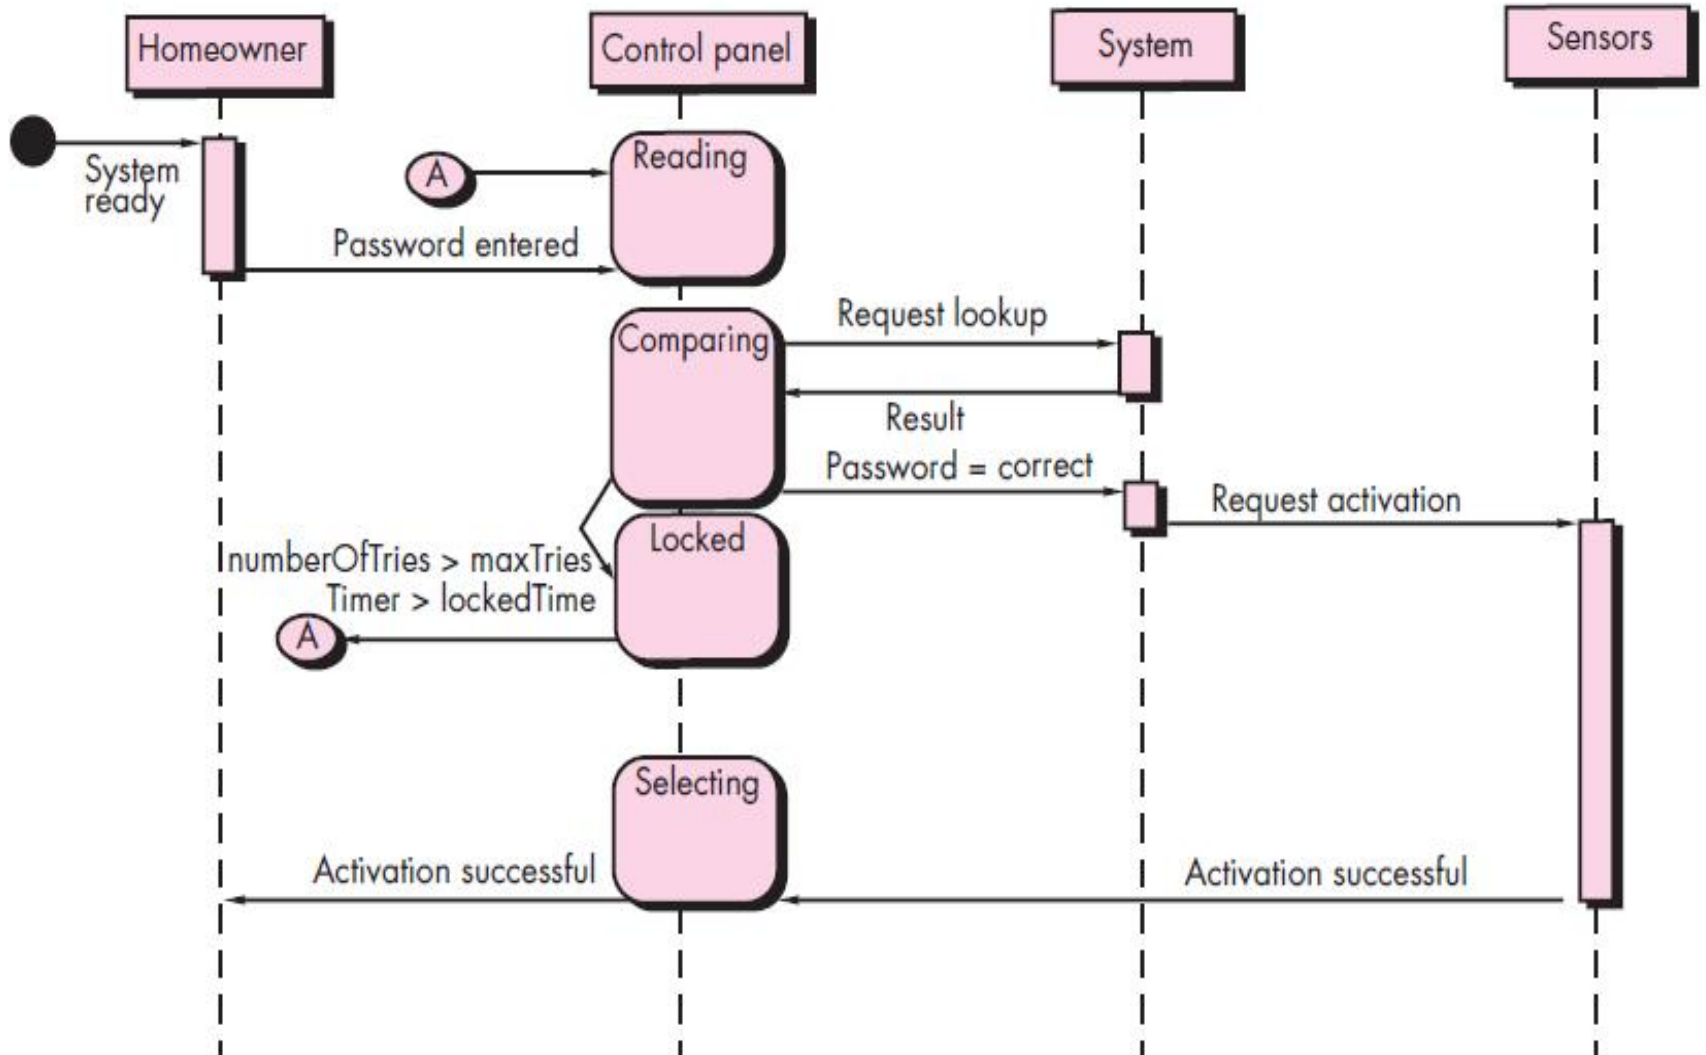 Homeowner
Control panel
System
Sensors
System
ready
A
Reading
Password entered
Request lookup
Comparing
Result
Password = correct
Request activation
Locked
numberOfTries > maxTries
Timer > lockedTime
A
Selecting
Activation successful
Activation successful